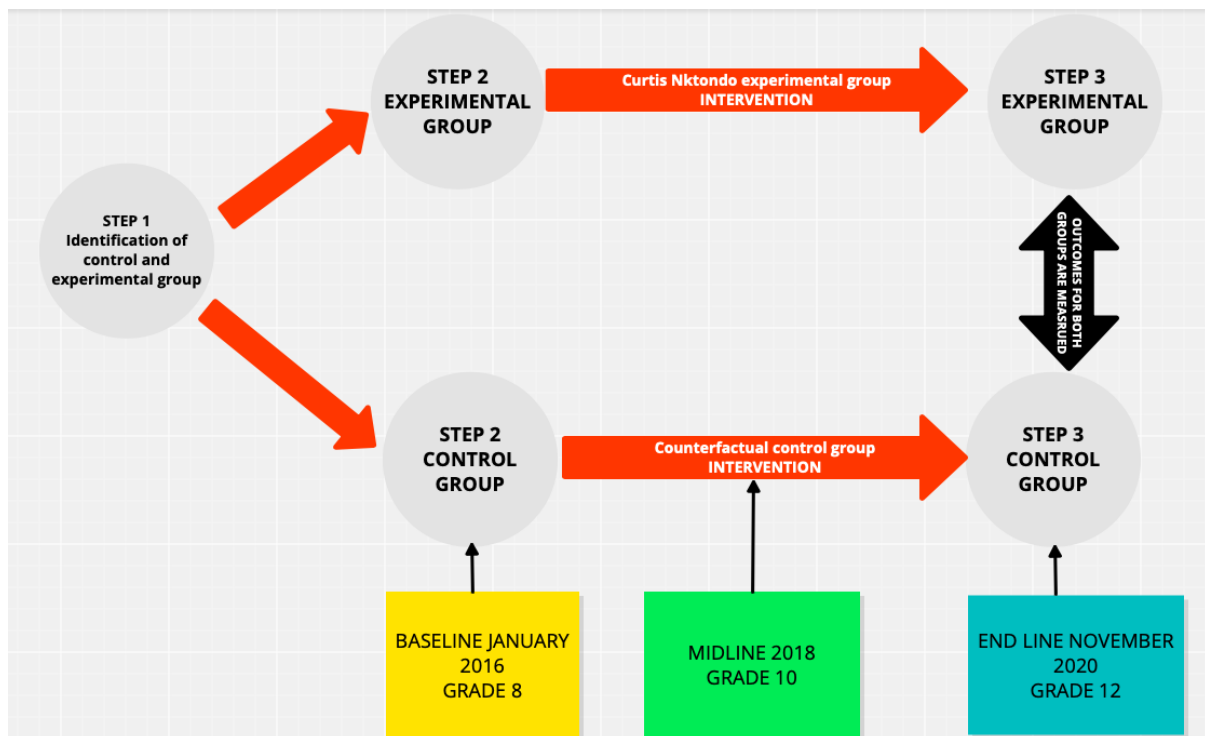 STEP 1
Identification of
control and
experimental group
STEP 2
EXPERIMENTAL
GROUP
Curtis Nktondo experimental group
INTERVENTION
STEP 3
EXPERIMENTAL
GROUP
OUTCOMES FOR BOTH
GROUPS ARE MEASRUED
STEP 2
CONTROL
GROUP
Counterfactual control group
INTERVENTION
STEP 3
CONTROL
GROUP
BASELINE JANUARY
2016
GRADE 8
MIDLINE 2018
GRADE 10
END LINE NOVEMBER
2020
GRADE 12